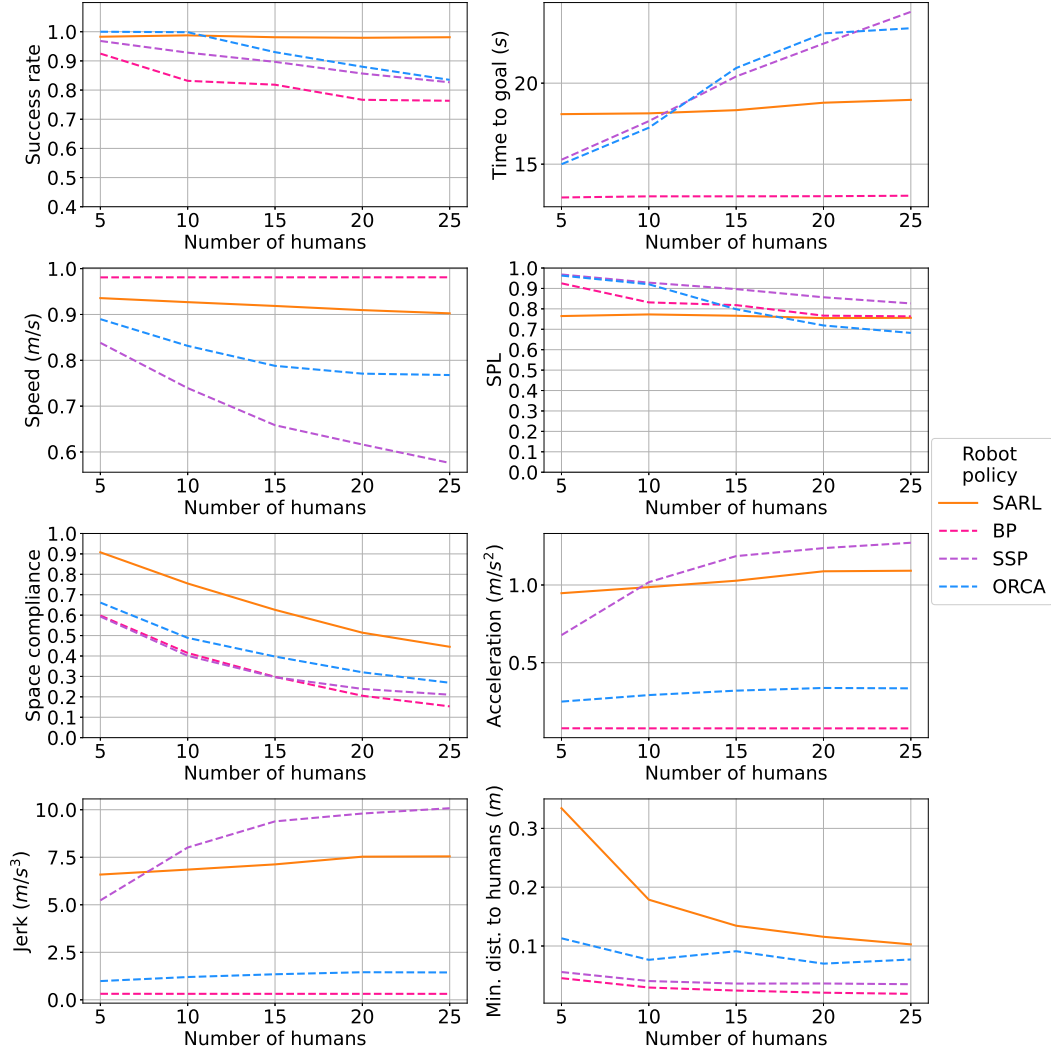 1.0
0.9
0.8
0.7
0.6
0.5
0.4
Success rate
5 10 15 20 25
Number of humans
20
15
Time to goal (s)
5 10 15 20 25
Number of humans
1.0
0.9
0.8
0.7
0.6
Speed (m/s)
5 10 15 20 25
Number of humans
1.0
0.9
0.8
0.7
0.6
0.5
0.4
0.3
0.2
0.1
0.0
SPL
5 10 15 20 25
Number of humans
Robot
policy
SARL
BP
SSP
ORCA
1.0
0.9
0.8
0.7
0.6
0.5
0.4
0.3
0.2
0.1
0.0
Space compliance
5 10 15 20 25
Number of humans
1.0
0.5
Acceleration (m/s²)
5 10 15 20 25
Number of humans
10.0
7.5
5.0
2.5
0.0
Jerk (m/s³)
5 10 15 20 25
Number of humans
0.3
0.2
0.1
Min. dist. to humans (m)
5 10 15 20 25
Number of humans